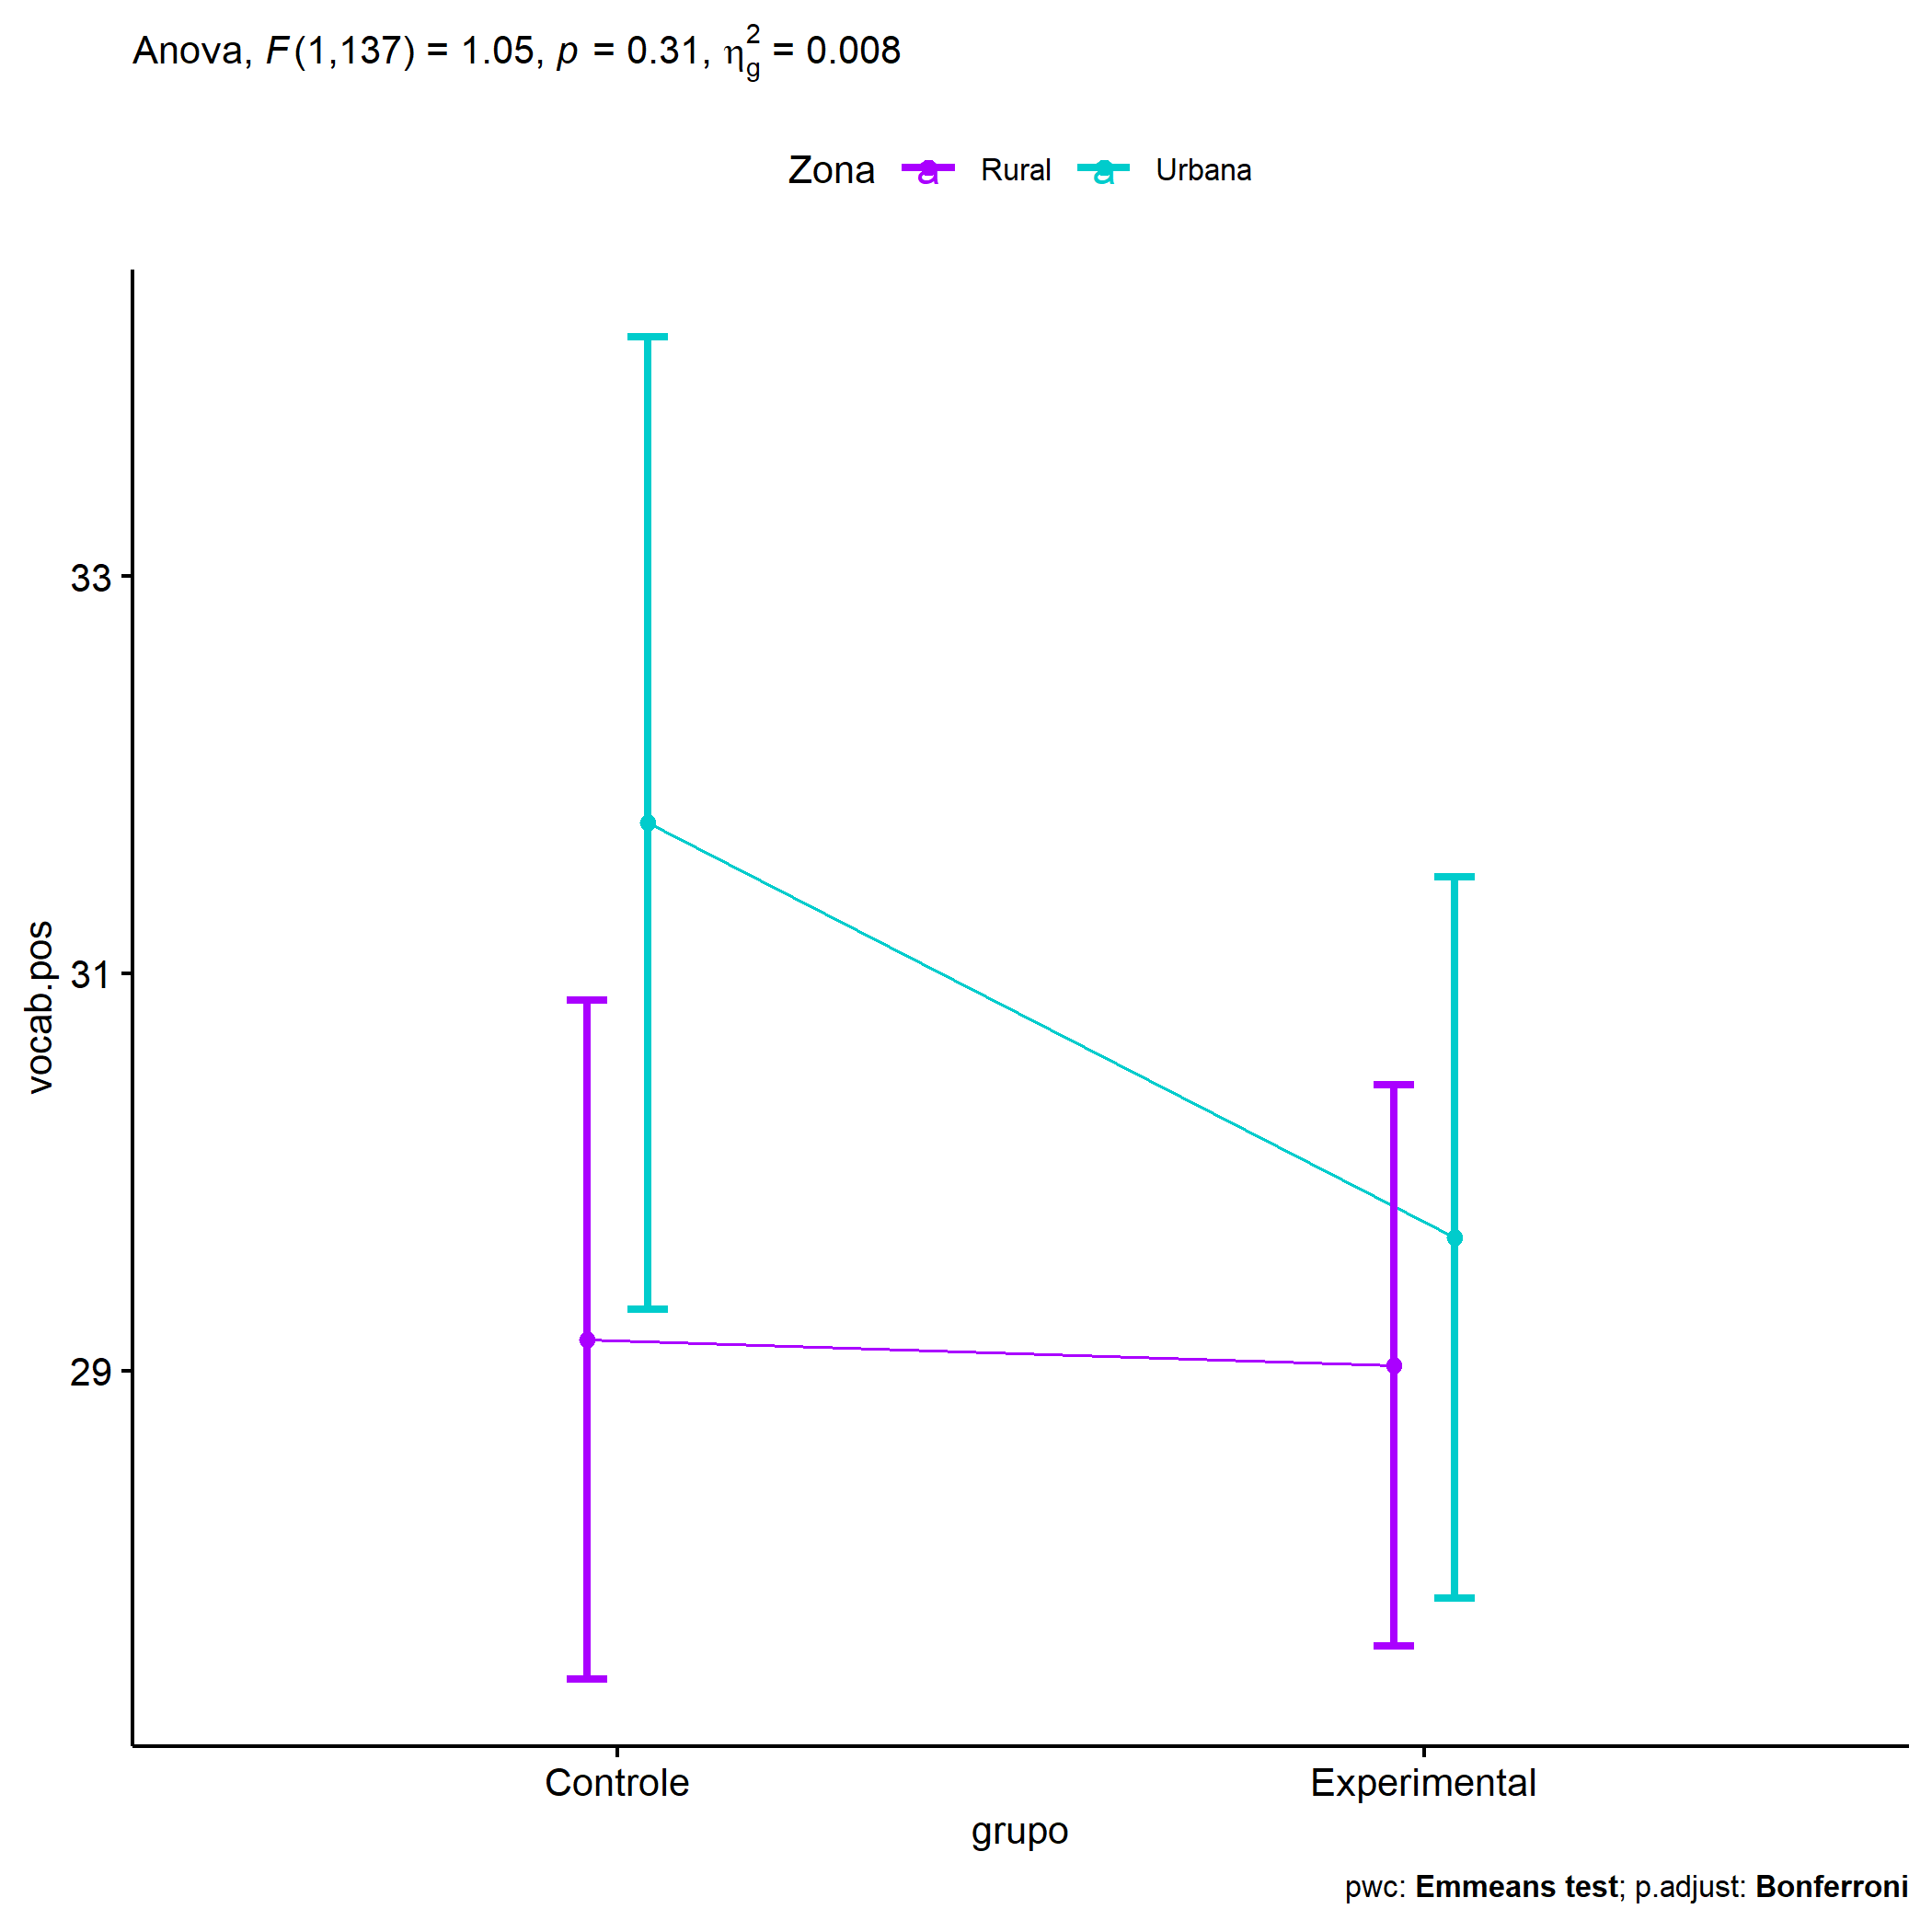 Anova, F(1,137) = 1.05, p = 0.31, η²g = 0.008
Zona a Rural a Urbana
33
31
29
vocab.pos
Controle Experimental
grupo
pwc: Emmeans test; p.adjust: Bonferroni